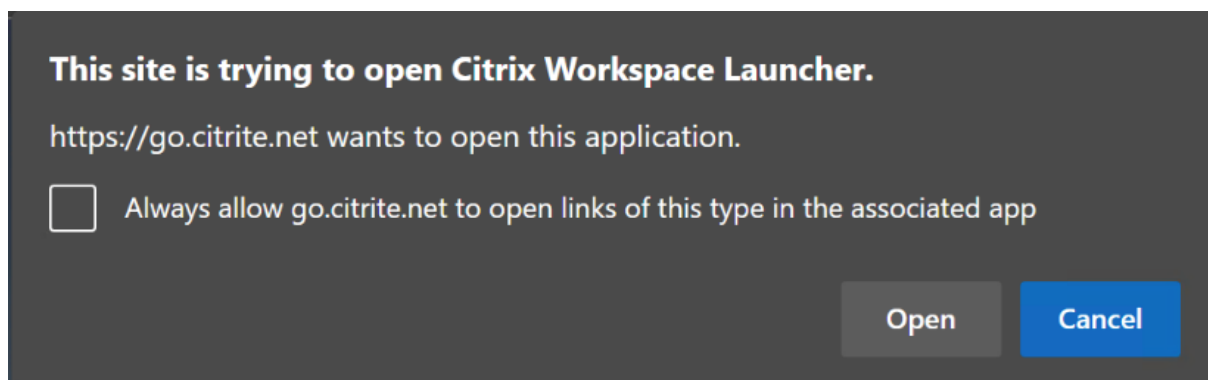 This site is trying to open Citrix Workspace Launcher.
https://go.citrite.net wants to open this application.
Always allow go.citrite.net to open links of this type in the associated app
Open
Cancel